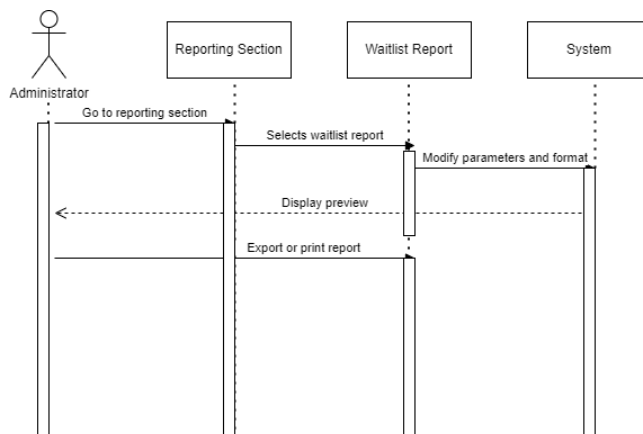 Reporting Section
Waitlist Report
System
Administrator
Go to reporting section
Selects waitlist report
Modify parameters and format
Display preview
Export or print report